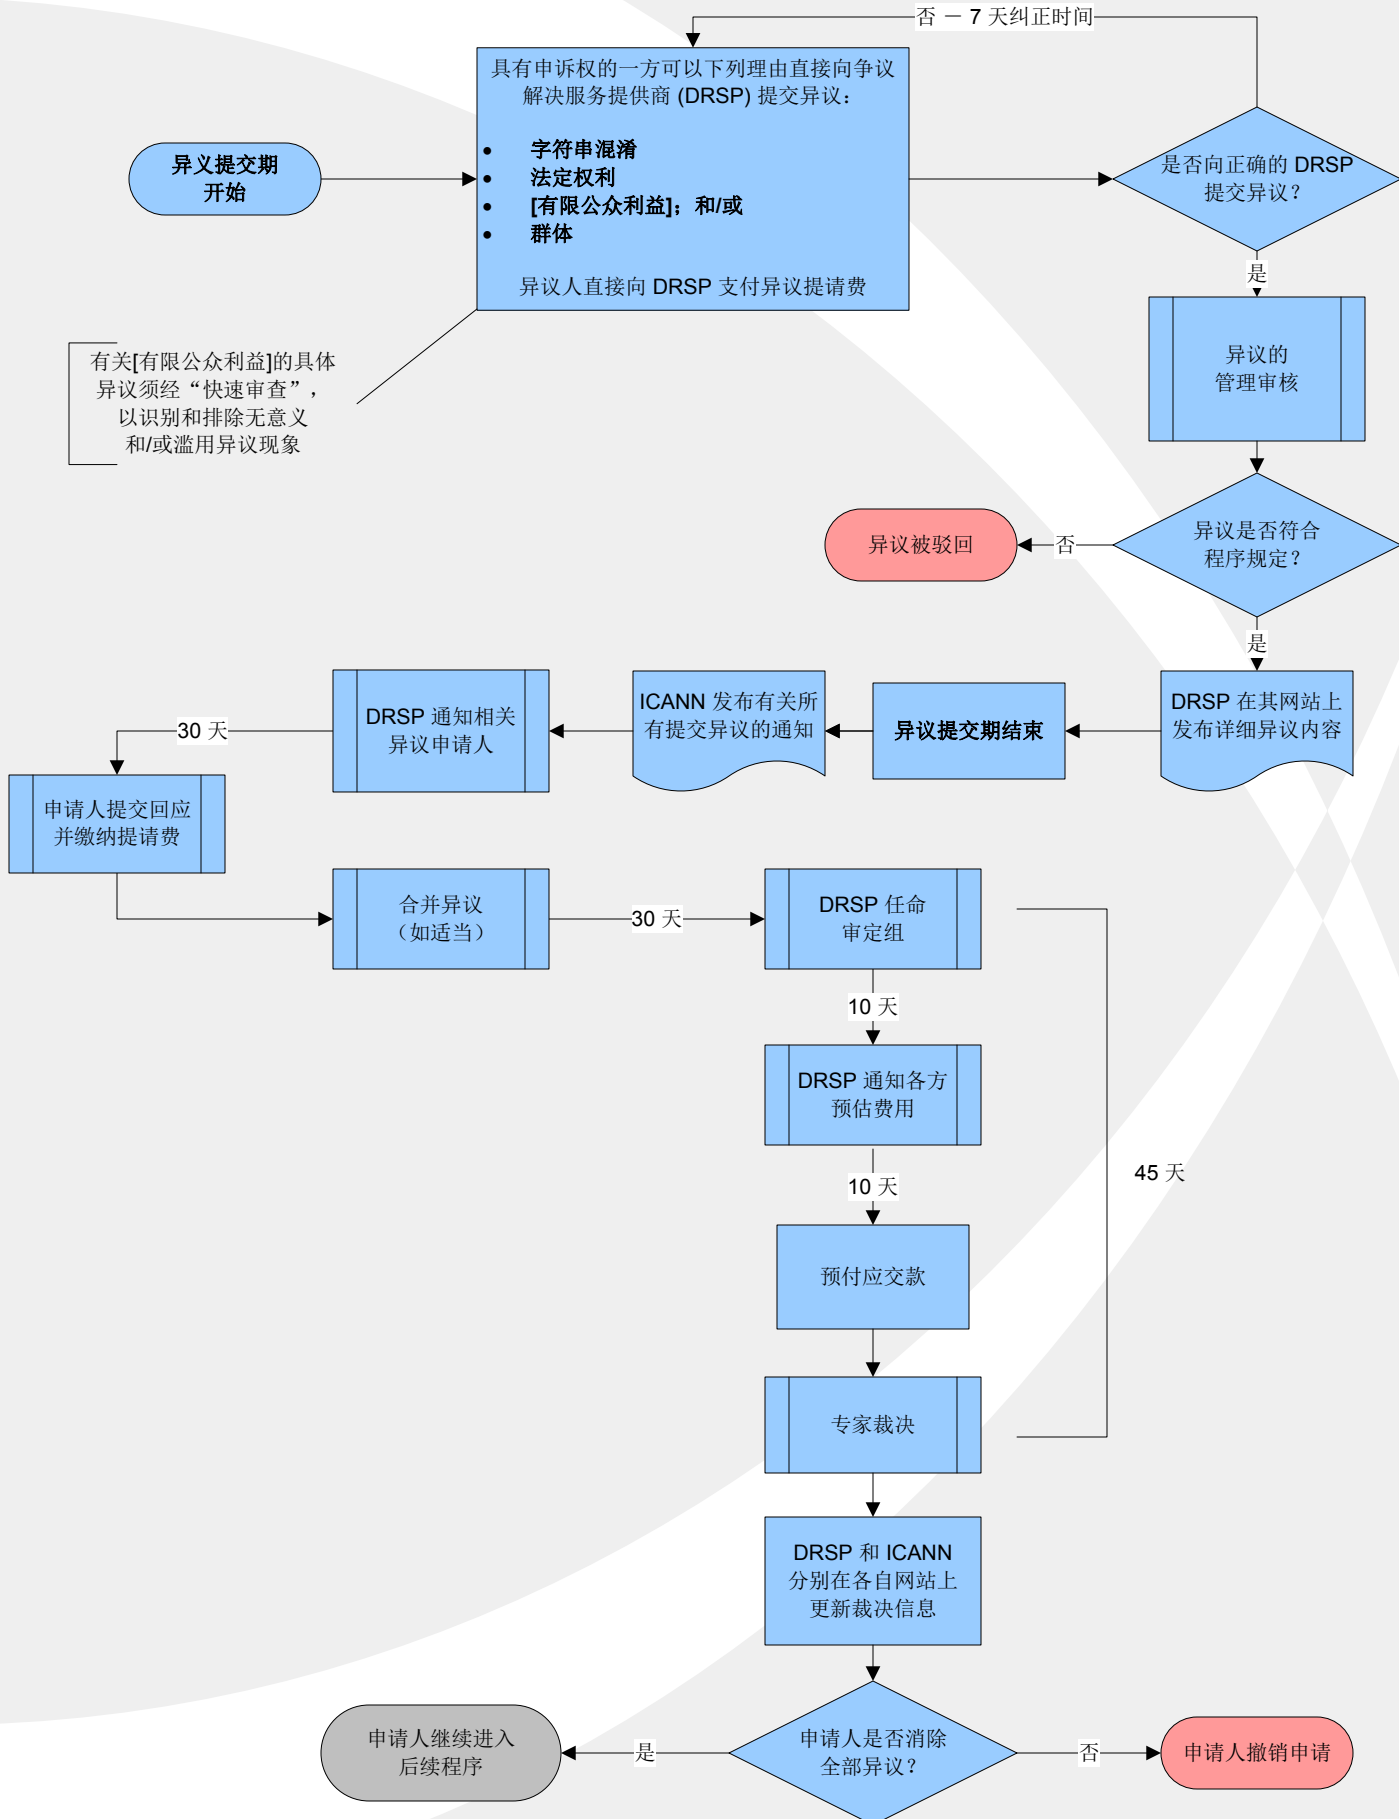 否 － 7 天纠正时间
具有申诉权的一方可以下列理由直接向争议
解决服务提供商 (DRSP) 提交异议：
• 字符串混淆
• 法定权利
• [有限公众利益]；和/或
• 群体
异议人直接向 DRSP 支付异议提请费
异义提交期
开始
是否向正确的 DRSP
提交异议？
是
有关[有限公众利益]的具体
异议须经“快速审查”，
以识别和排除无意义
和/或滥用异议现象
异议的
管理审核
异议是否符合
程序规定？
否
异议被驳回
是
DRSP 在其网站上
发布详细异议内容
异议提交期结束
ICANN 发布有关所
有提交异议的通知
DRSP 通知相关
异议申请人
30 天
申请人提交回应
并缴纳提请费
合并异议
（如适当）
30 天
DRSP 任命
审定组
10 天
DRSP 通知各方
预估费用
10 天
45 天
预付应交款
专家裁决
DRSP 和 ICANN
分别在各自网站上
更新裁决信息
申请人是否消除
全部异议？
是
申请人继续进入
后续程序
否
申请人撤销申请